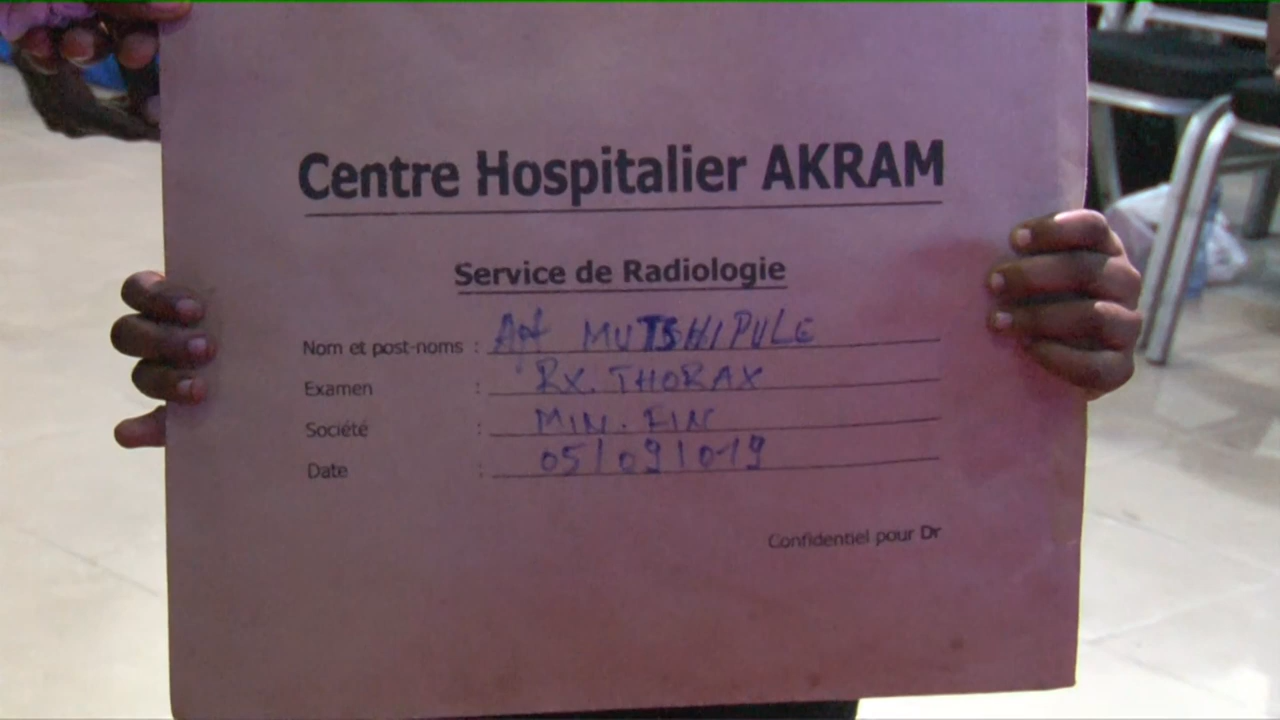 Centre Hospitalier AKRAM
Service de Radiologie
Nom et post-noms : MUTSHIPULE
Examen : RX. THORAX
Société : MIN. FIN
Date : 05/09/019
Confidentiel pour Dr